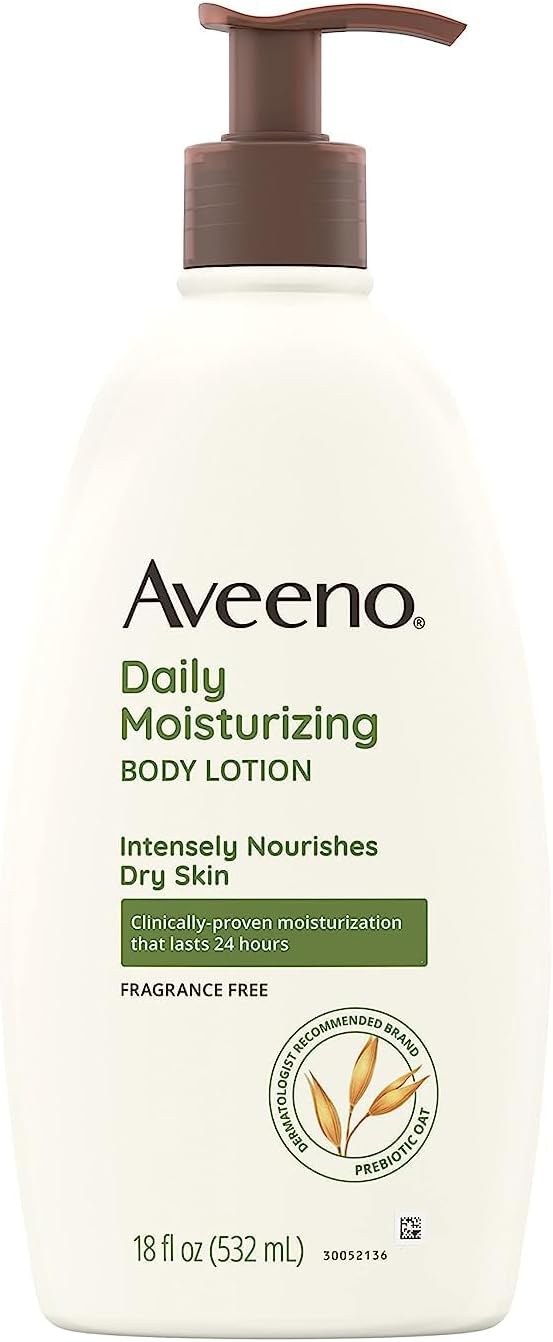 Aveeno®
Daily
Moisturizing
BODY LOTION
Intensely Nourishes
Dry Skin
Clinically-proven moisturization
that lasts 24 hours
FRAGRANCE FREE
DERMATOLOGIST RECOMMENDED BRAND
PREBIOTIC OAT
18 fl oz (532 mL)
30052136